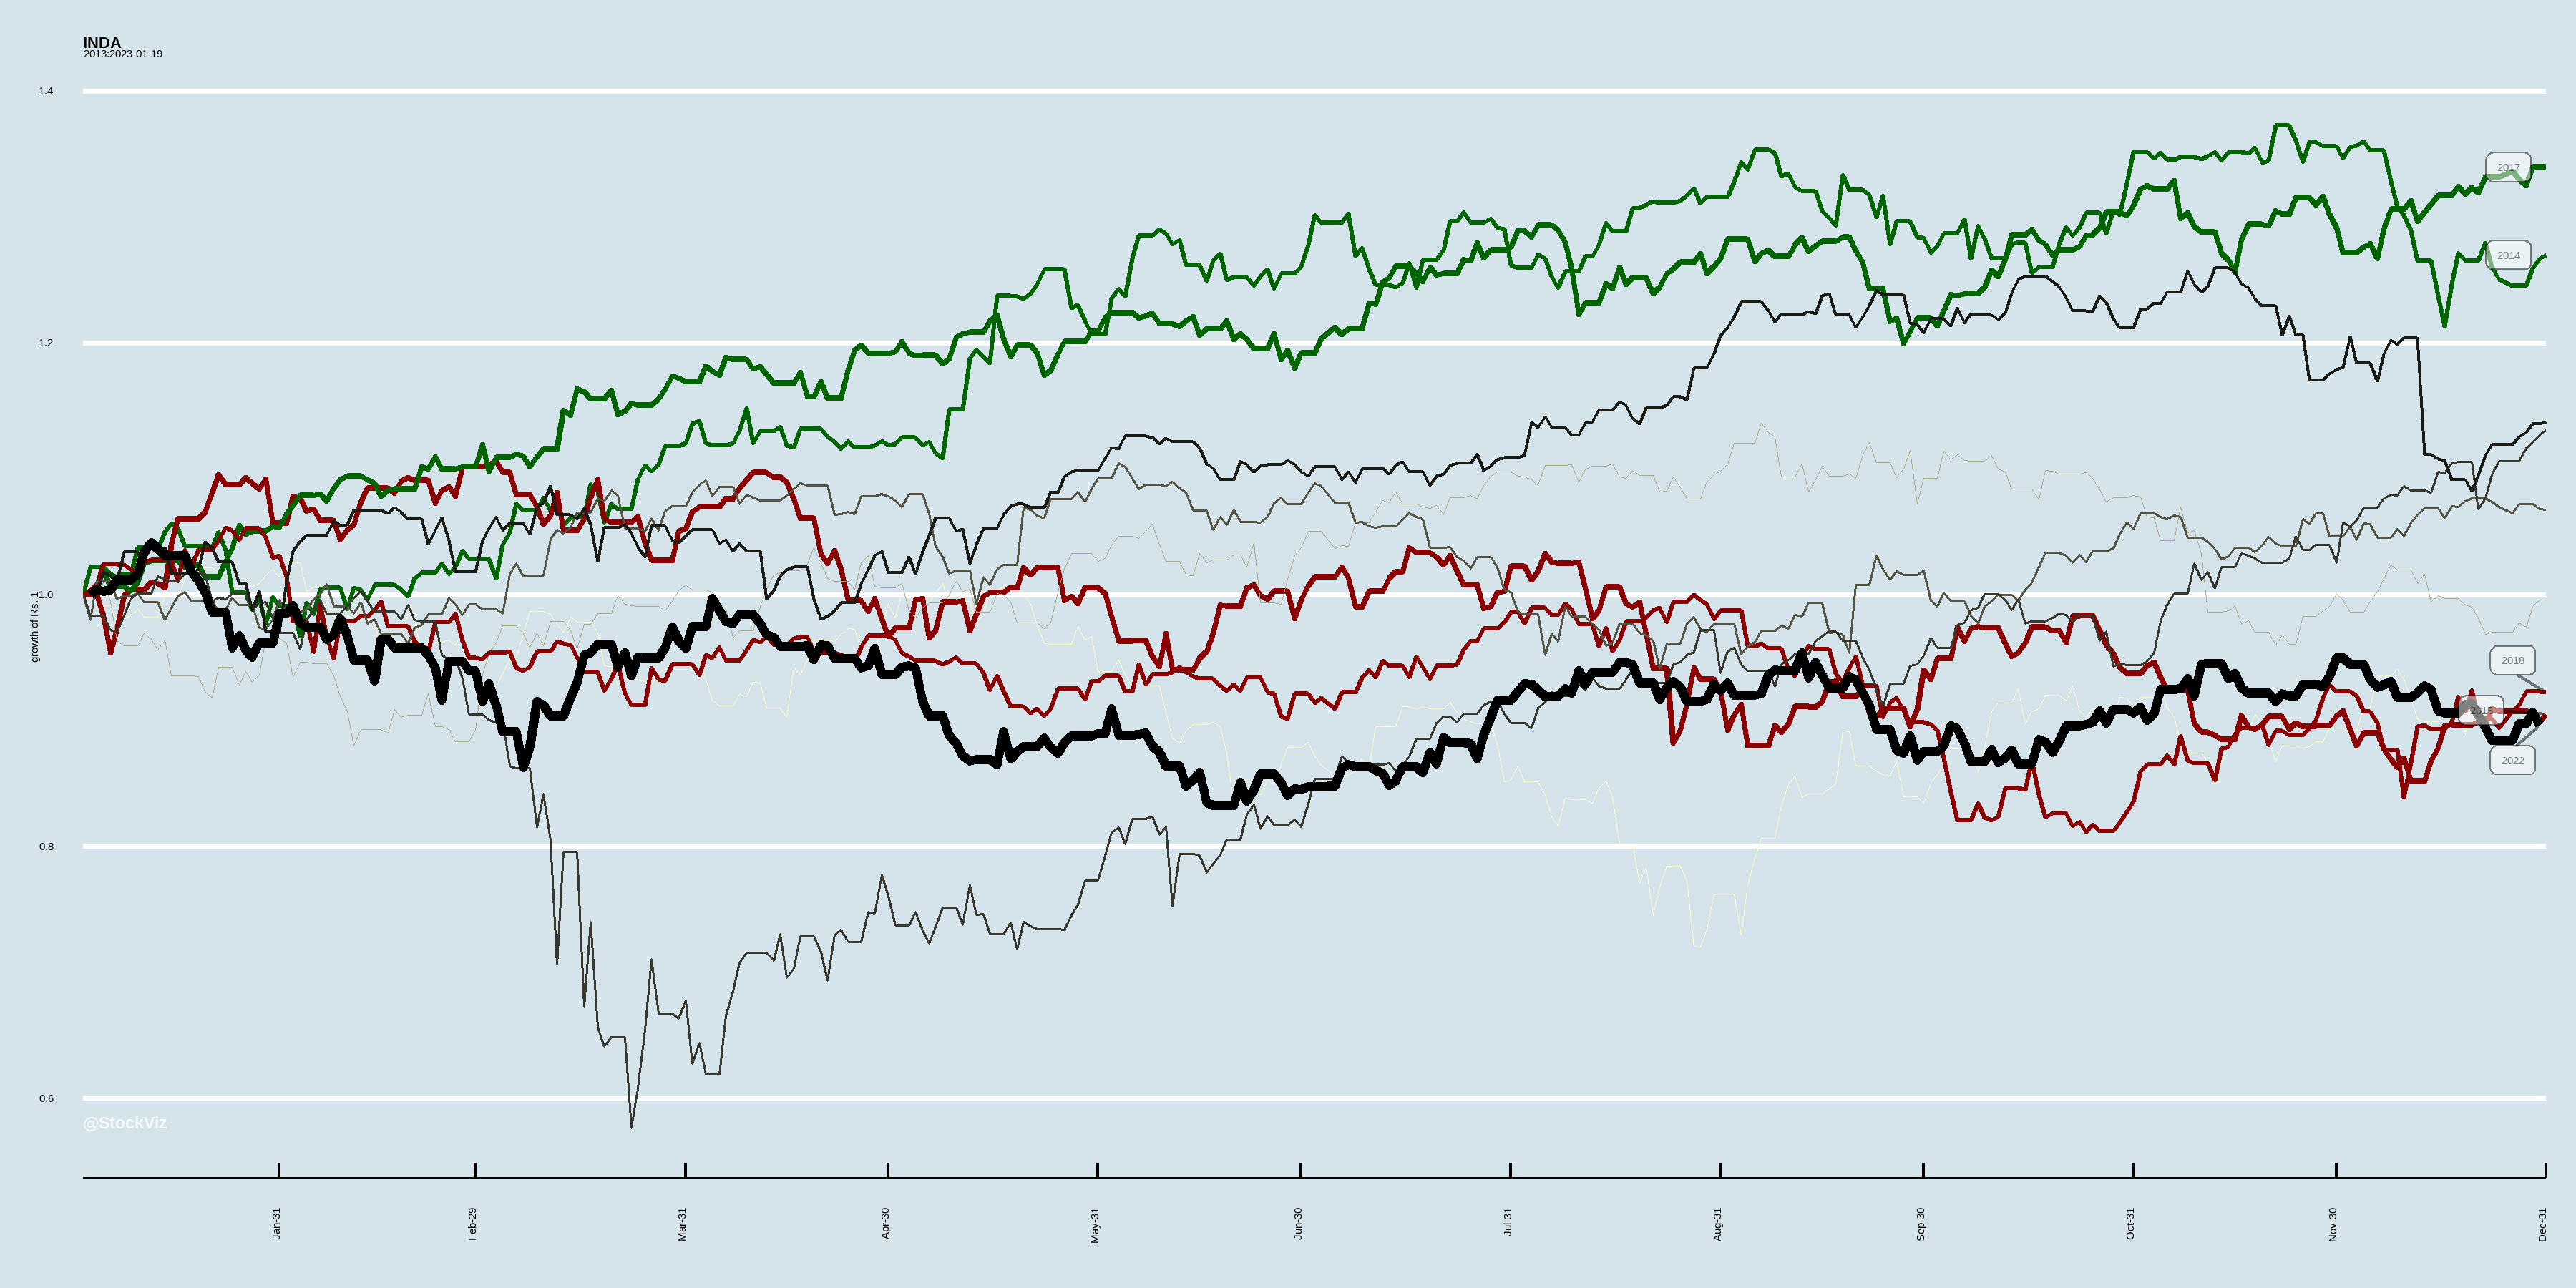 INDA
2013:2023-01-19
1.4
1.2
1.0
0.8
0.6
growth of Rs. 1
2017
2014
2018
2015
2022
@StockViz
Jan-31
Feb-29
Mar-31
Apr-30
May-31
Jun-30
Jul-31
Aug-31
Sep-30
Oct-31
Nov-30
Dec-31